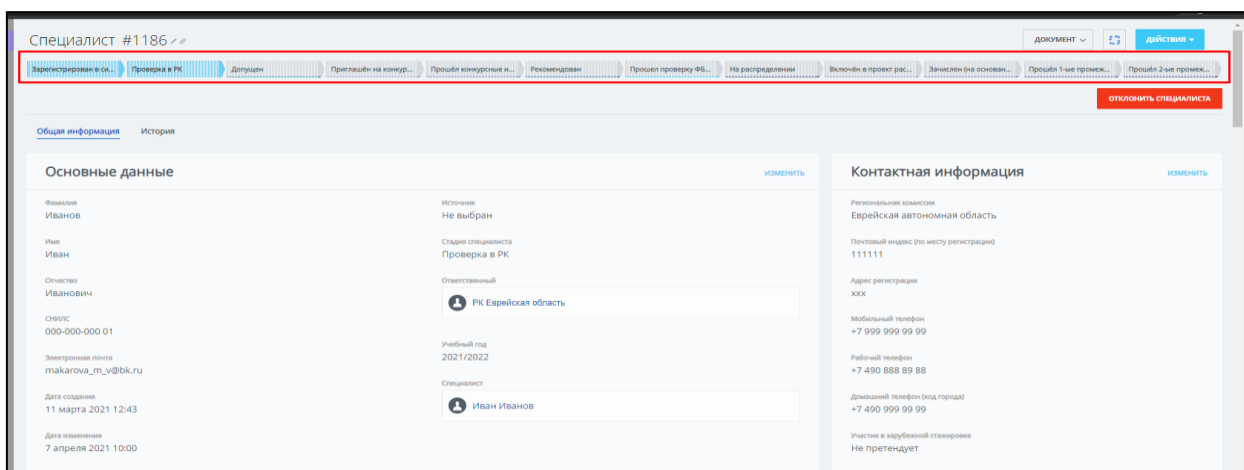 Специалист #1186
ДОКУМЕНТ
ДЕЙСТВИЯ
Зарегистрирован в си... Проверка в РК Допущен Приглашён на конкур... Прошёл конкурсные и... Рекомендован Прошел проверку ФБ... На распределении Включён в проект рас... Зачислен (на основан... Прошёл 1-ые промеж... Прошёл 2-ые промеж...
ОТКЛОНИТЬ СПЕЦИАЛИСТА
Общая информация История
Основные данные ИЗМЕНИТЬ
Фамилия
Иванов
Имя
Иван
Отчество
Иванович
СНИЛС
000-000-000 01
Электронная почта
makarova_m_v@bk.ru
Дата создания
11 марта 2021 12:43
Дата изменения
7 апреля 2021 10:00
Источник
Не выбран
Стадия специалиста
Проверка в РК
Ответственный
РК Еврейская область
Учебный год
2021/2022
Специалист
Иван Иванов
Контактная информация ИЗМЕНИТЬ
Региональная комиссия
Еврейская автономная область
Почтовый индекс (по месту регистрации)
111111
Адрес регистрации
xxx
Мобильный телефон
+7 999 999 99 99
Рабочий телефон
+7 490 888 89 88
Домашний телефон (код города)
+7 490 999 99 99
Участие в зарубежной стажировке
Не претендует